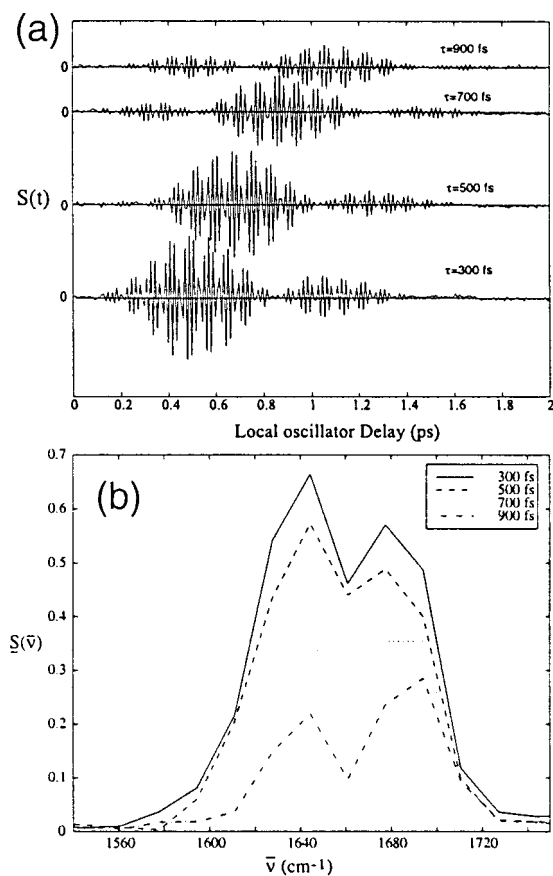 (a)
τ=900 fs
0
τ=700 fs
0
S(t)
τ=500 fs
0
τ=300 fs
0
0 0.2 0.4 0.6 0.8 1 1.2 1.4 1.6 1.8 2
Local oscillator Delay (ps)
0.7
(b)
300 fs
500 fs
700 fs
900 fs
0.6
0.5
0.4
S(ν̄)
0.3
0.2
0.1
0
1560 1600 1640 1680 1720
ν̄ (cm-1)